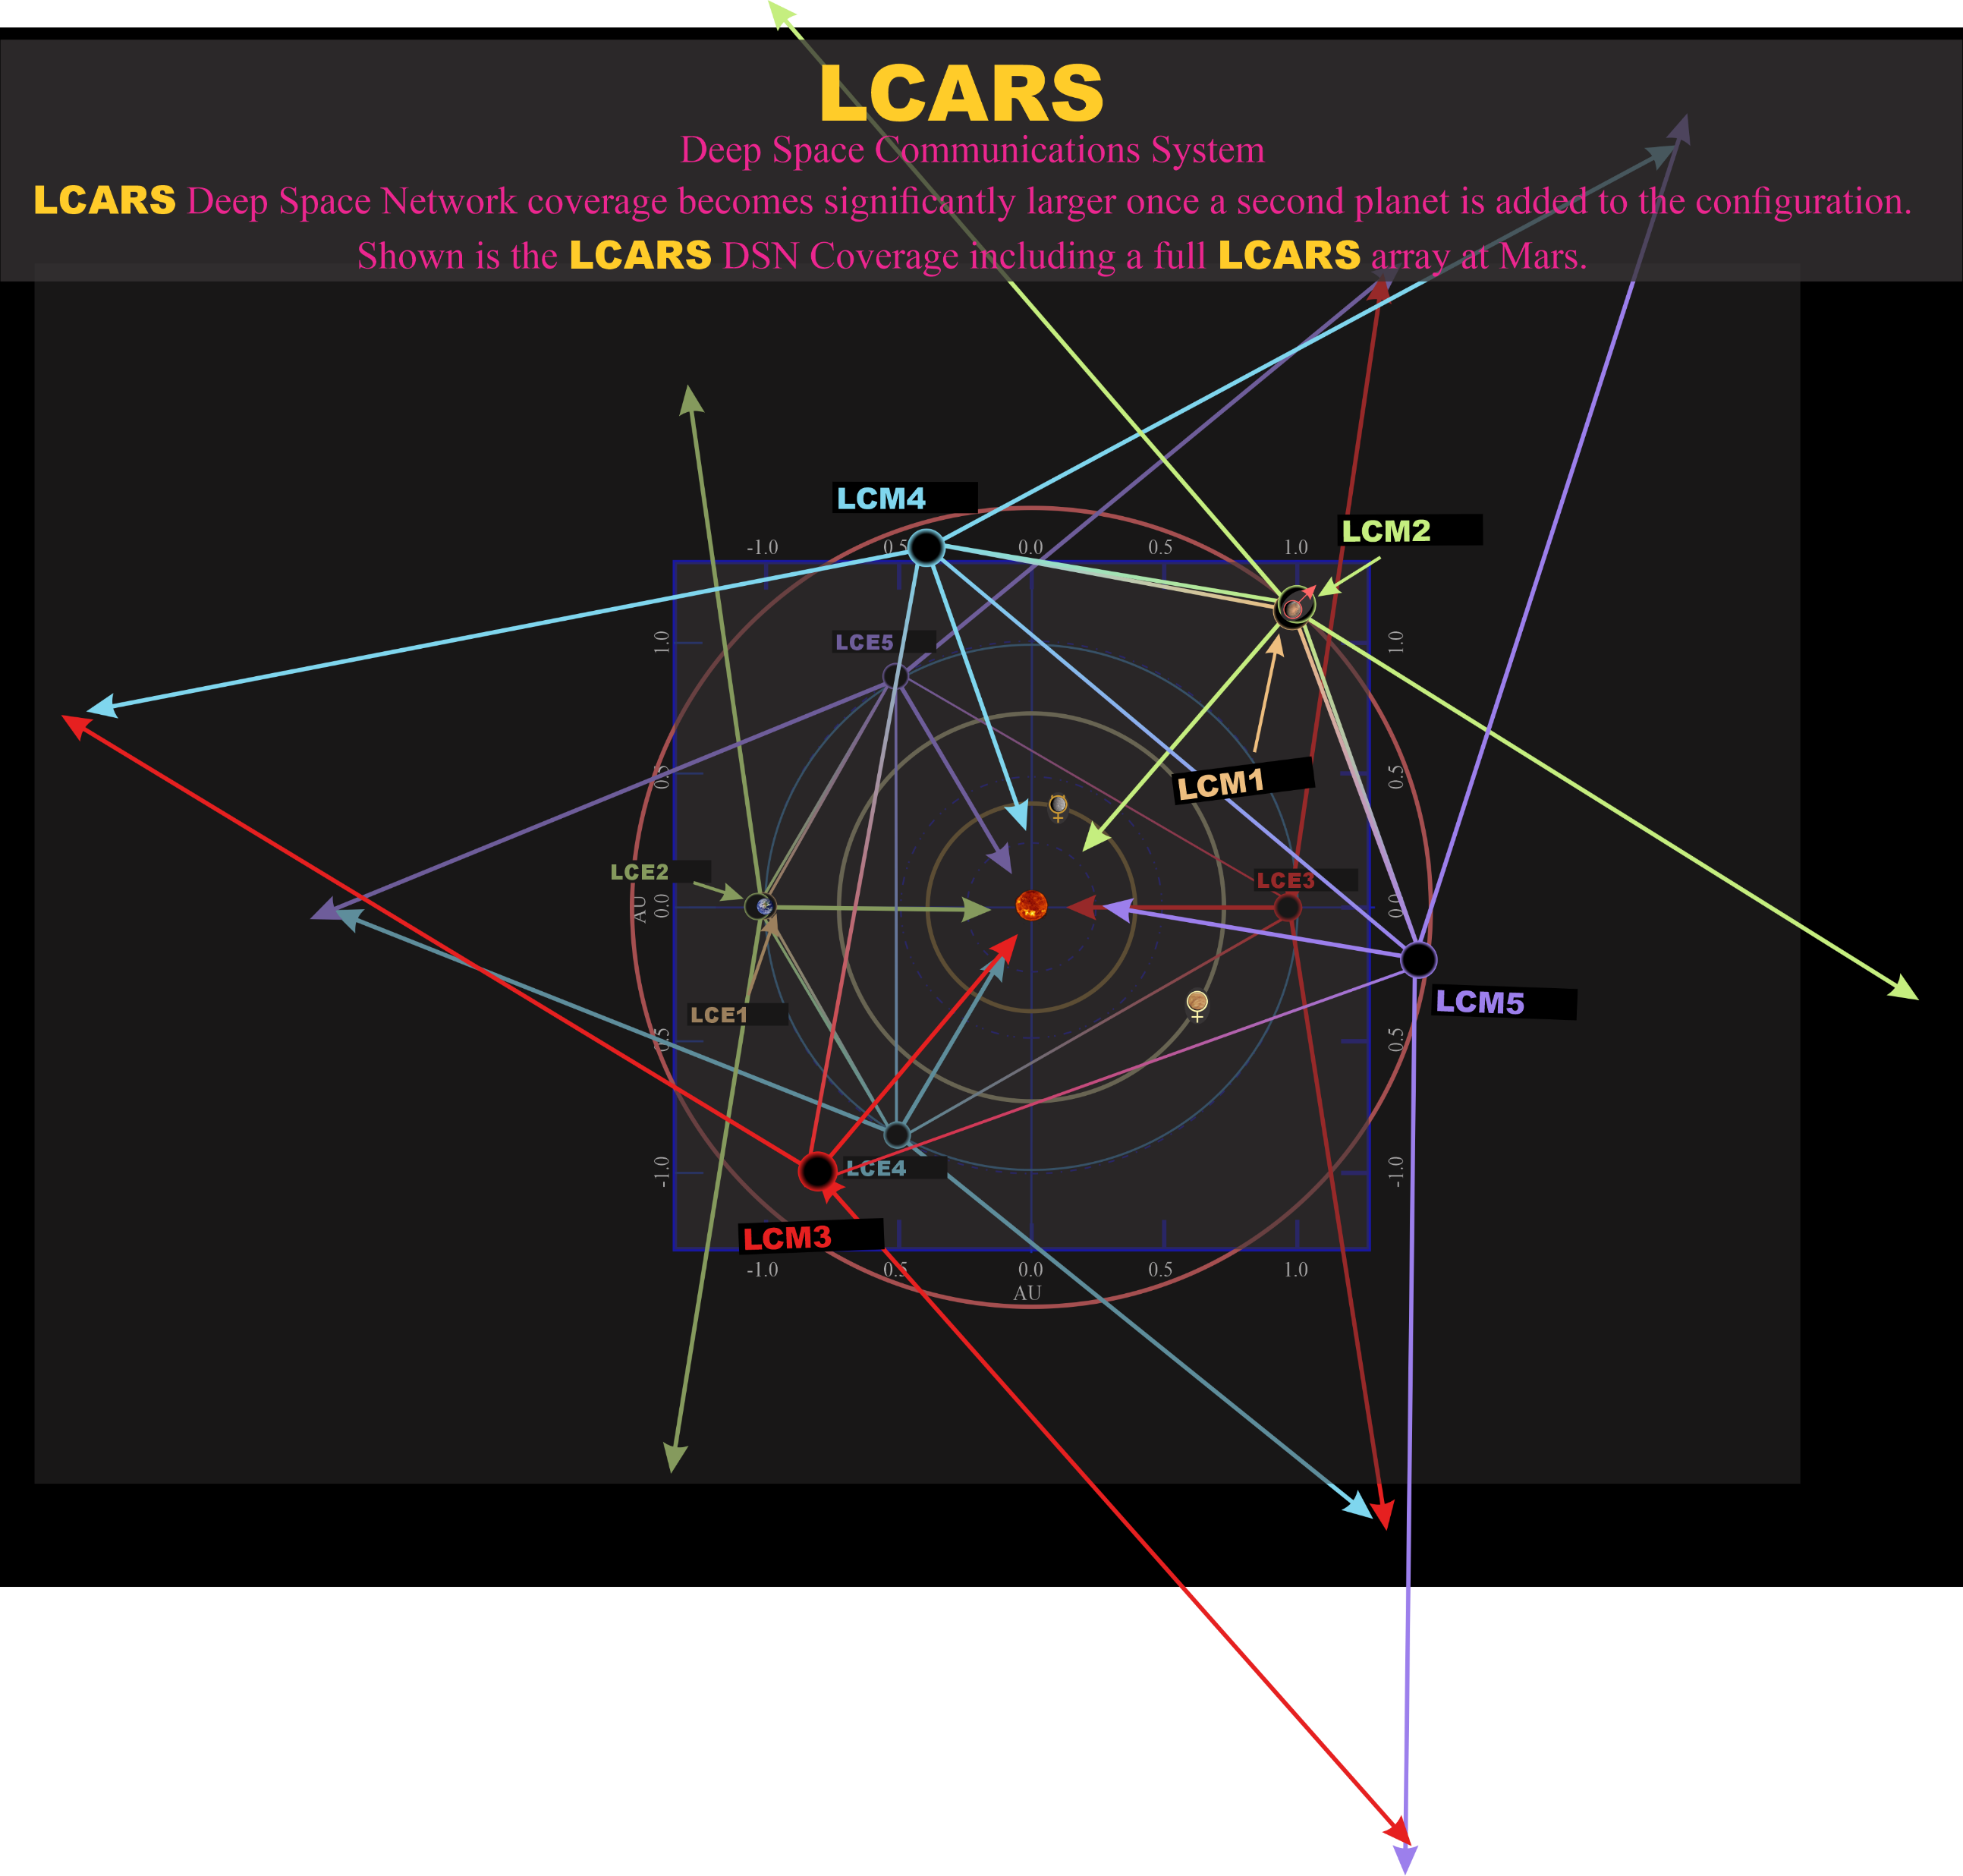 LCARS
Deep Space Communications System
LCARS Deep Space Network coverage becomes significantly larger once a second planet is added to the configuration.
Shown is the LCARS DSN Coverage including a full LCARS array at Mars.
LCM4
LCM2
-1.0 0.5 0.0 0.5 1.0
LCE5
1.0 1.0
0.5 0.5
LCM1
LCE2
LCE3
0.0 0.0
AU
LCE1
LCM5
0.5 0.5
LCE4
-1.0 -1.0
LCM3
-1.0 0.5 0.0 0.5 1.0
AU